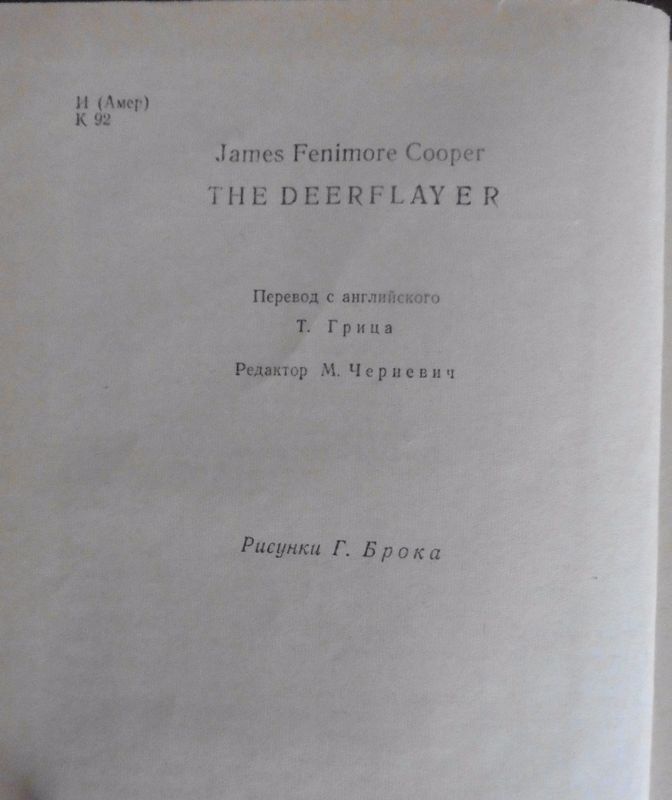 И (Амер)
К 92
James Fenimore Cooper
THE DEERFLAYER
Перевод с английского
Т. Грица
Редактор М. Черневич
Рисунки Г. Брока